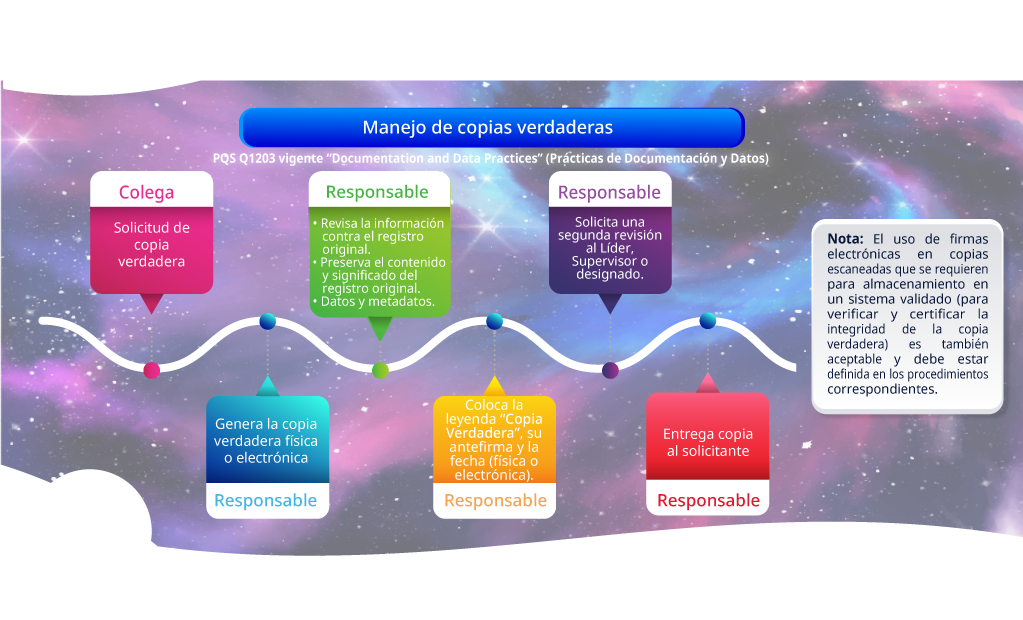 Manejo de copias verdaderas
PQS Q1203 vigente “Documentation and Data Practices” (Prácticas de Documentación y Datos)
Colega
Solicitud de
copia
verdadera
Genera la copia
verdadera física
o electrónica
Responsable
Responsable
• Revisa la información
contra el registro
original.
• Preserva el contenido
y significado del
registro original.
• Datos y metadatos.
Coloca la
leyenda “Copia
Verdadera”, su
antefirma y la
fecha (física o
electrónica).
Responsable
Responsable
Solicita una
segunda revisión
al Líder,
Supervisor o
designado.
Entrega copia
al solicitante
Responsable
Nota: El uso de firmas
electrónicas en copias
escaneadas que se requieren
para almacenamiento en
un sistema validado (para
verificar y certificar la
integridad de la copia
verdadera) es también
aceptable y debe estar
definida en los procedimientos
correspondientes.